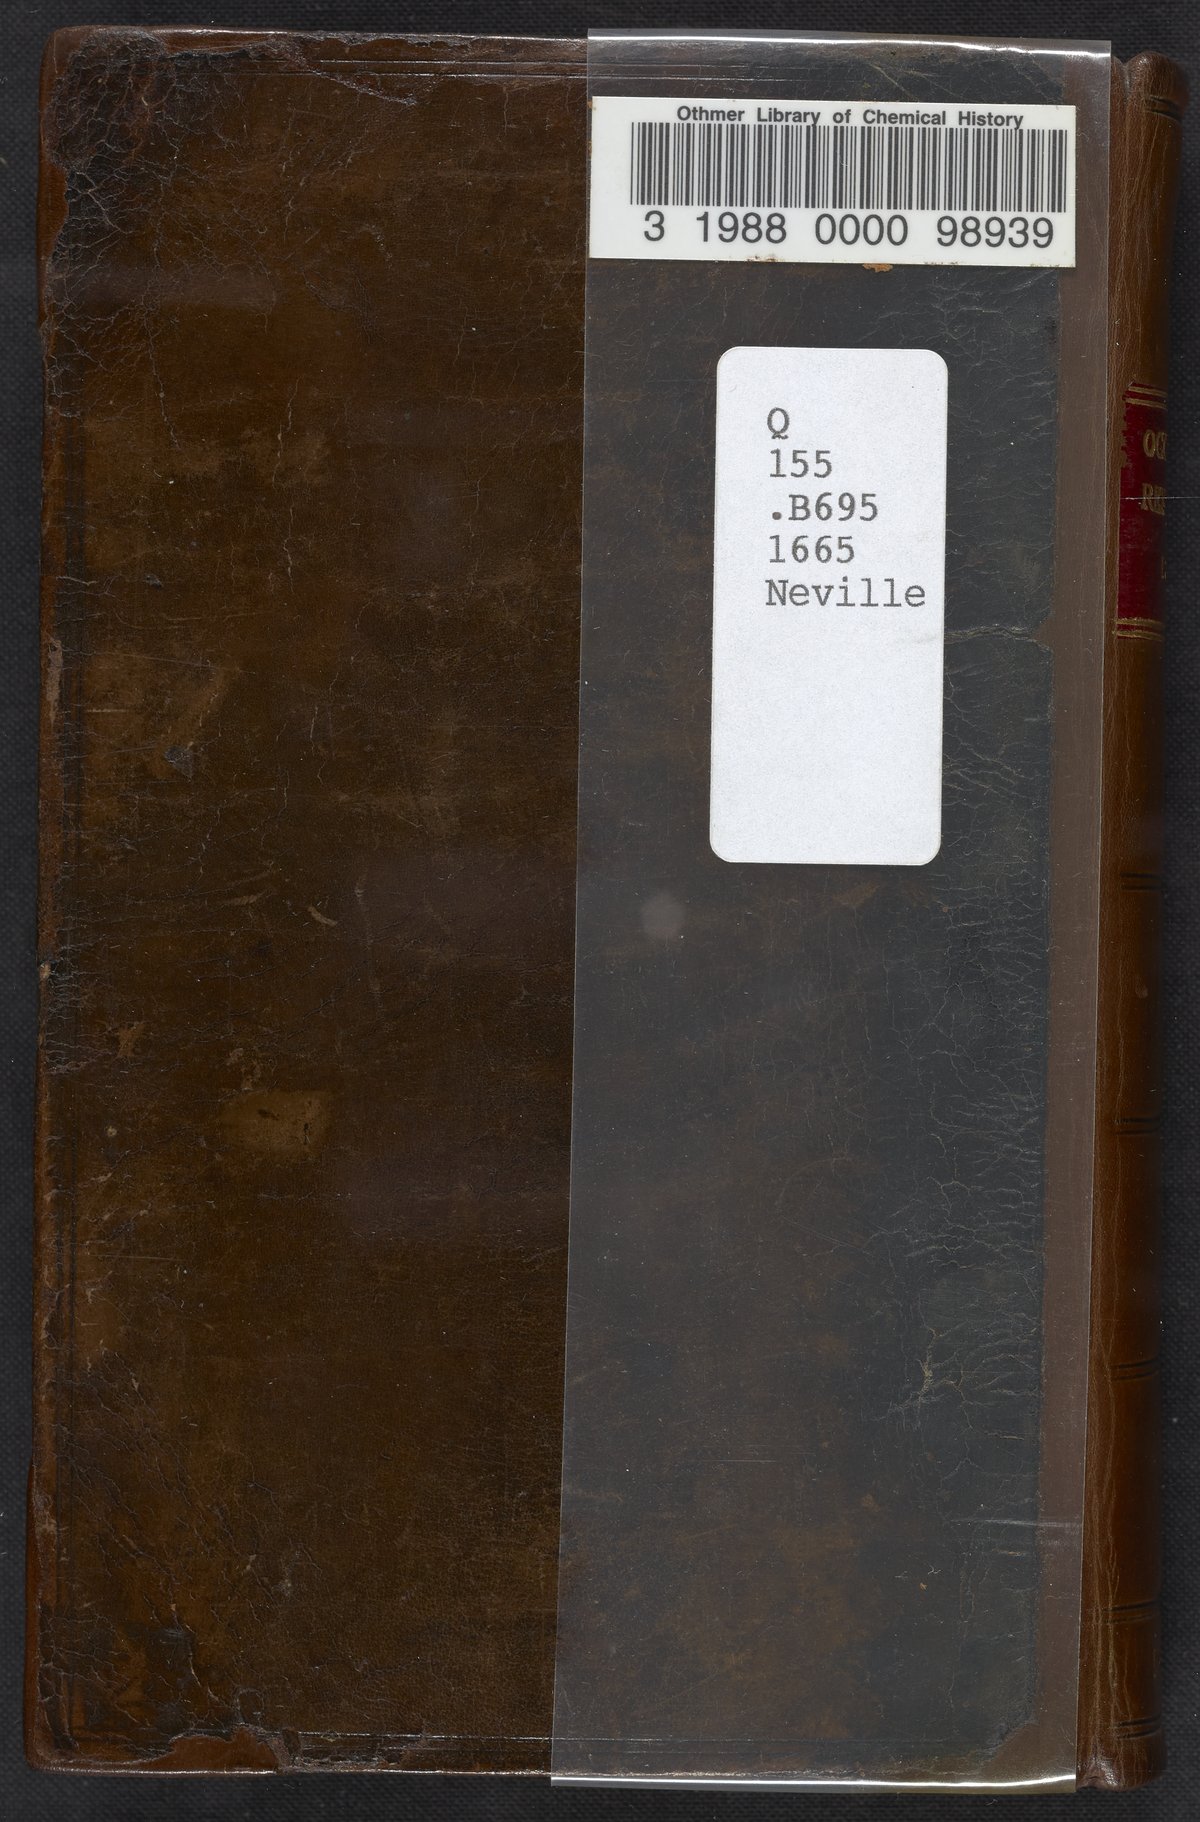 Othmer Library of Chemical History
3 1988 0000 98939
Q
155
.B695
1665
Neville